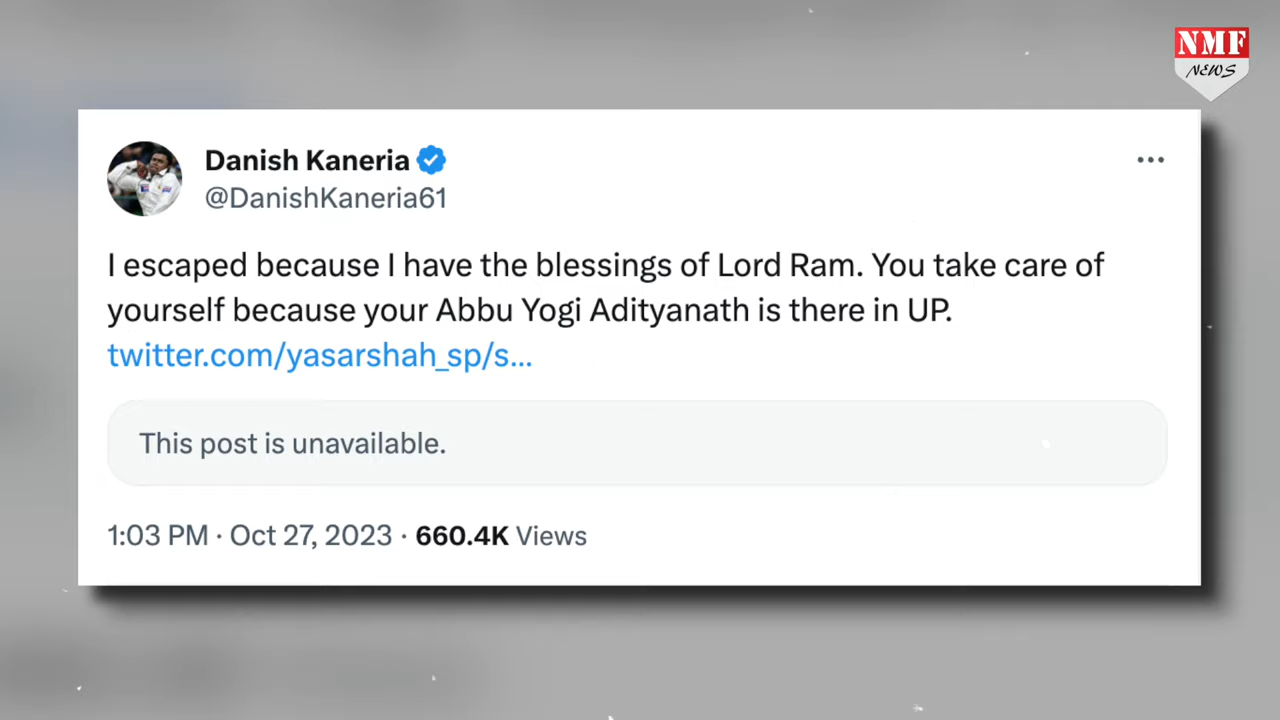 NMF
NEWS
Danish Kaneria
@DanishKaneria61
I escaped because I have the blessings of Lord Ram. You take care of
yourself because your Abbu Yogi Adityanath is there in UP.
twitter.com/yasarshah_sp/s...
This post is unavailable.
1:03 PM · Oct 27, 2023 · 660.4K Views